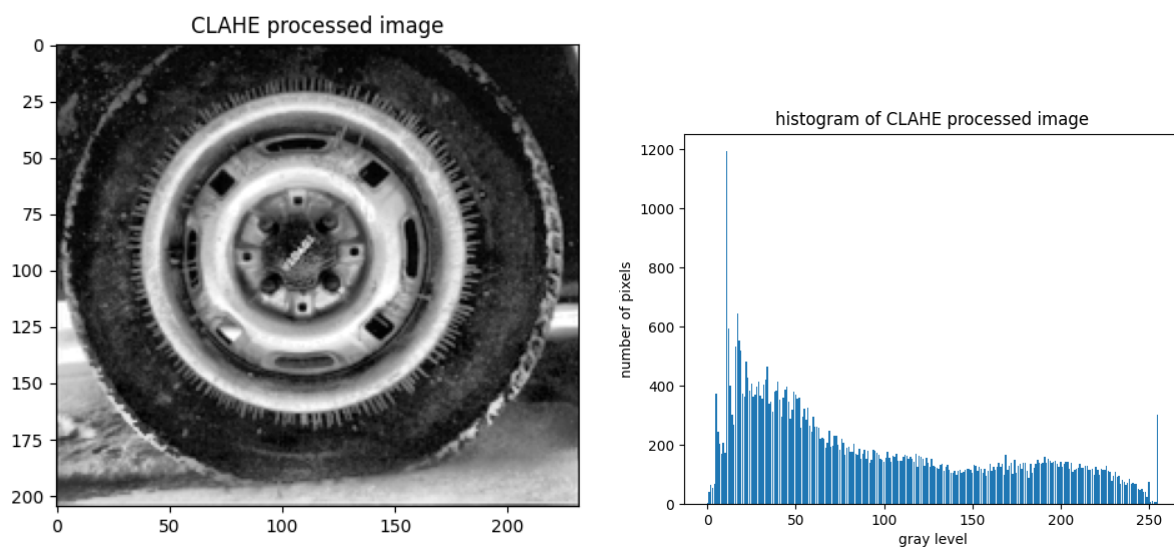 CLAHE processed image
0
25
50
75
100
125
150
175
200
0 50 100 150 200
histogram of CLAHE processed image
number of pixels
1200
1000
800
600
400
200
0
0 50 100 150 200 250
gray level